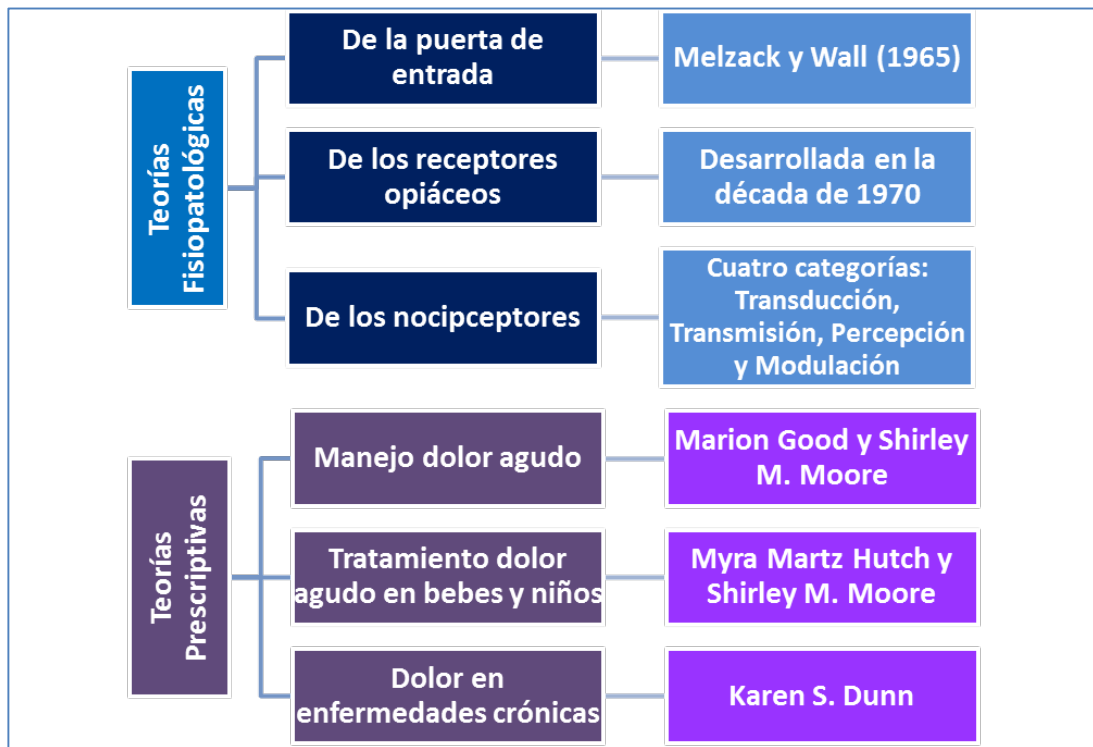 Teorías
Fisiopatológicas
De la puerta de
entrada
Melzack y Wall (1965)
De los receptores
opiáceos
Desarrollada en la
década de 1970
De los nocipceptores
Cuatro categorías:
Transducción,
Transmisión, Percepción
y Modulación
Teorías
Prescriptivas
Manejo dolor agudo
Marion Good y Shirley
M. Moore
Tratamiento dolor
agudo en bebes y niños
Myra Martz Hutch y
Shirley M. Moore
Dolor en
enfermedades crónicas
Karen S. Dunn